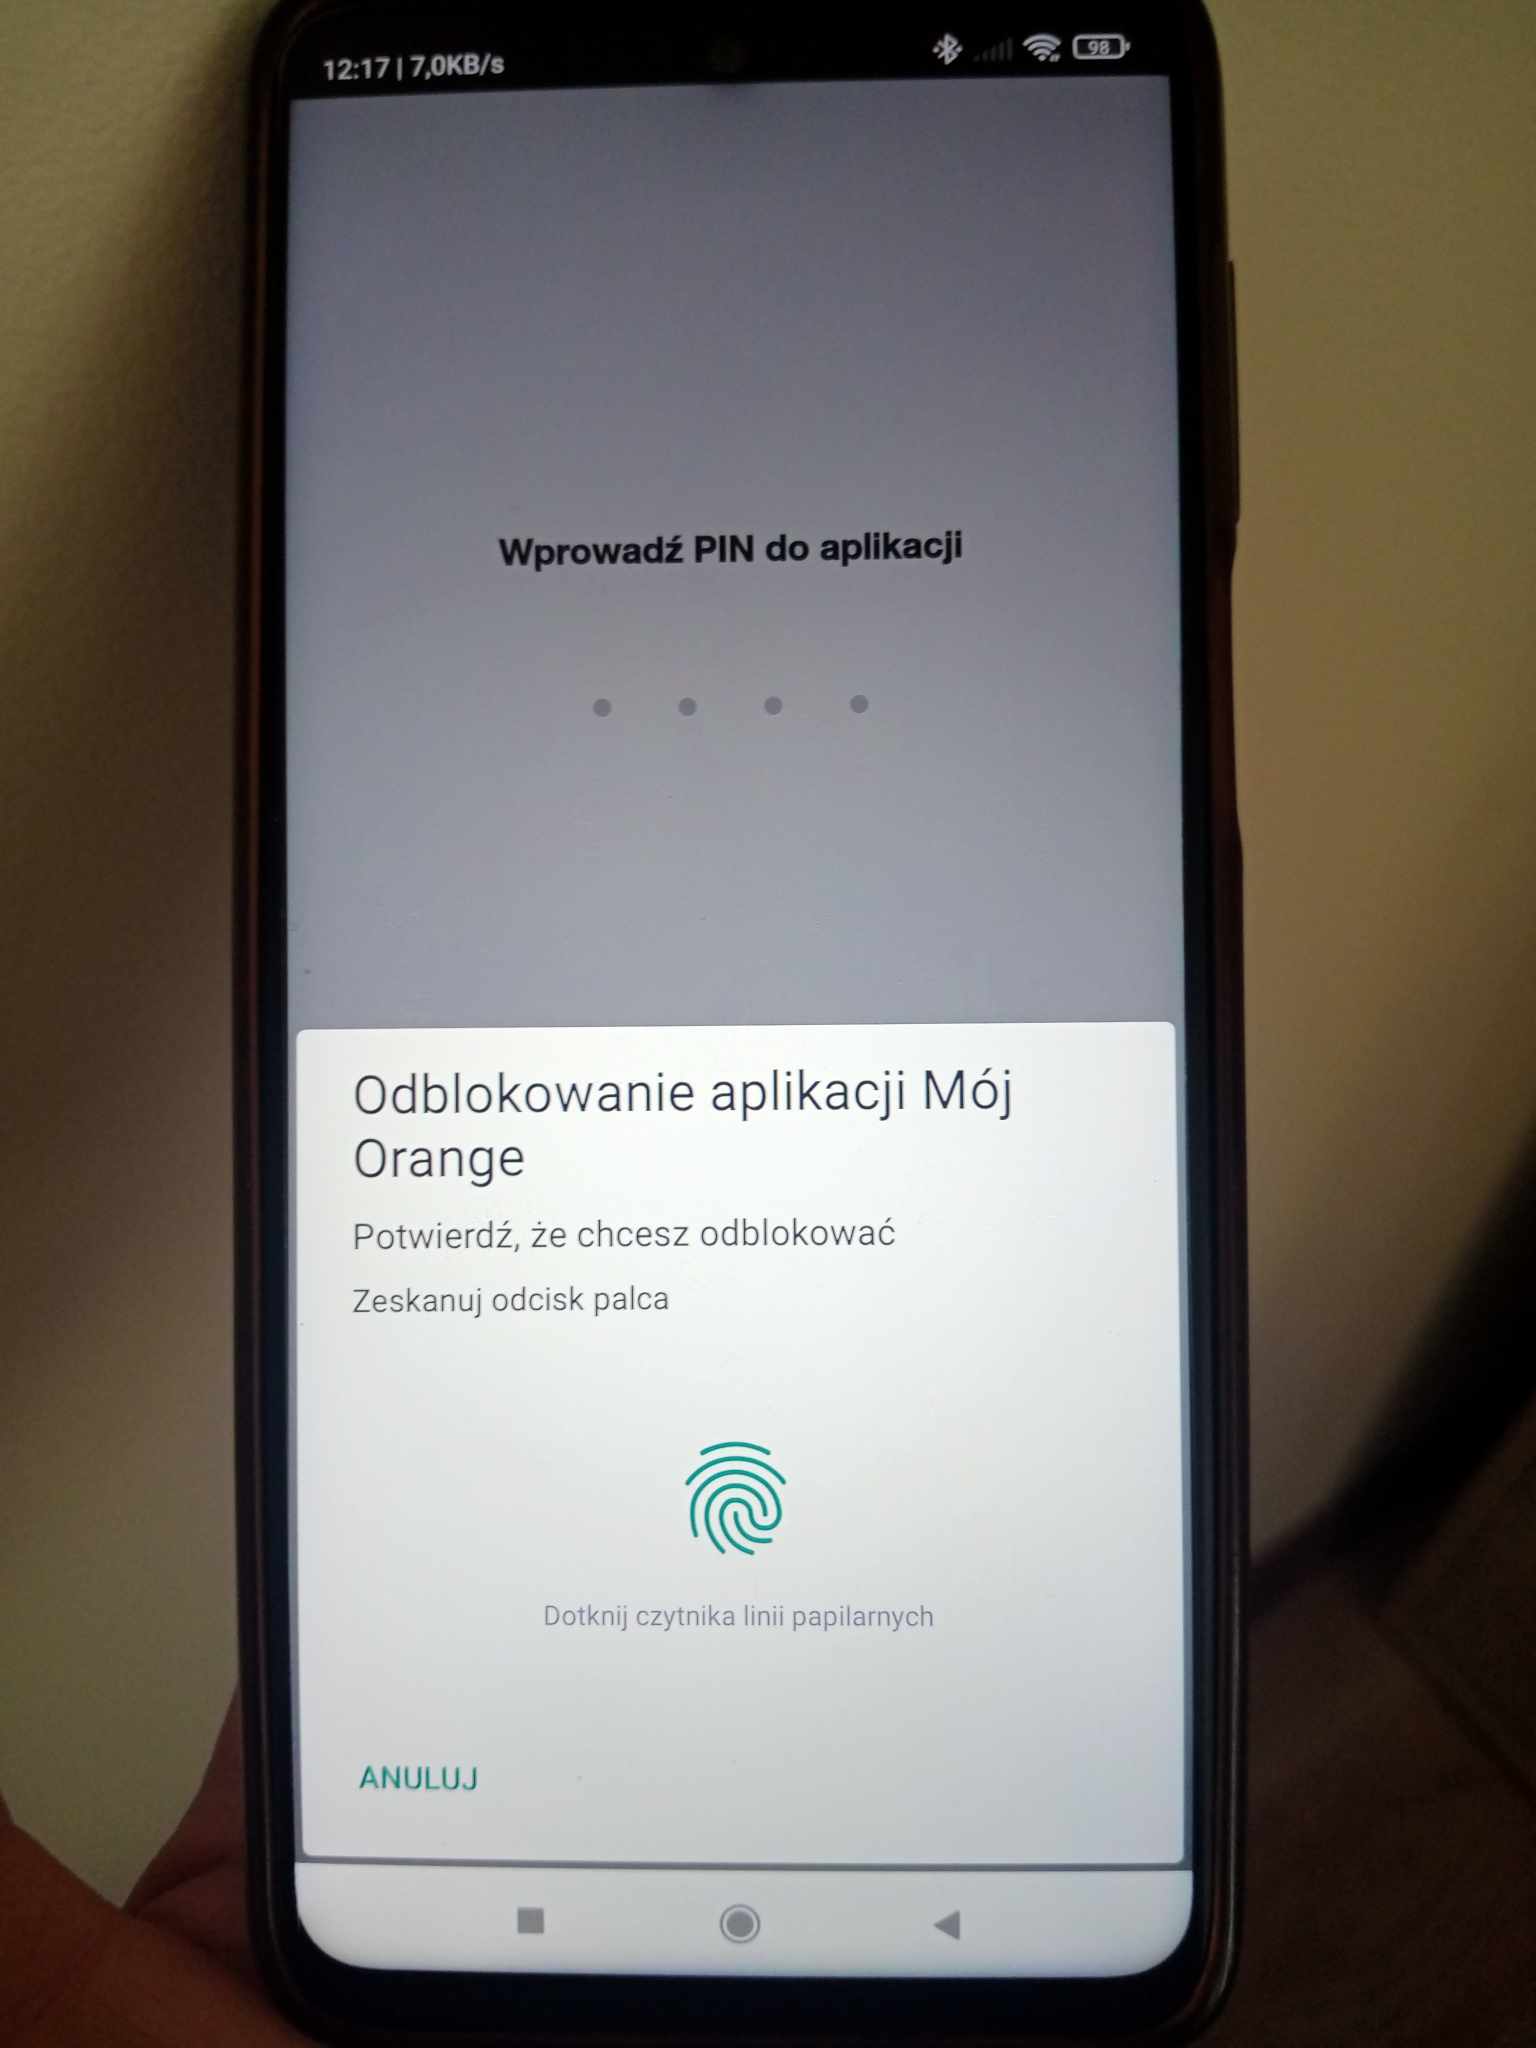 12:17 | 7,0KB/s 98
Wprowadź PIN do aplikacji
Odblokowanie aplikacji Mój
Orange
Potwierdź, że chcesz odblokować
Zeskanuj odcisk palca
Dotknij czytnika linii papilarnych
ANULUJ